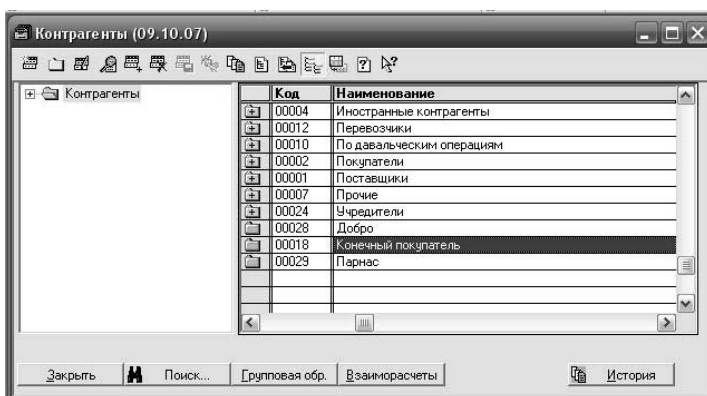 Контрагенты (09.10.07)
Контрагенты
Код Наименование
00004 Иностранные контрагенты
00012 Перевозчики
00010 По давальческим операциям
00002 Покупатели
00001 Поставщики
00007 Прочие
00024 Учредители
00028 Добро
00018 Конечный покупатель
00029 Парнас
Закрыть Поиск... Групповая обр. Взаиморасчеты История